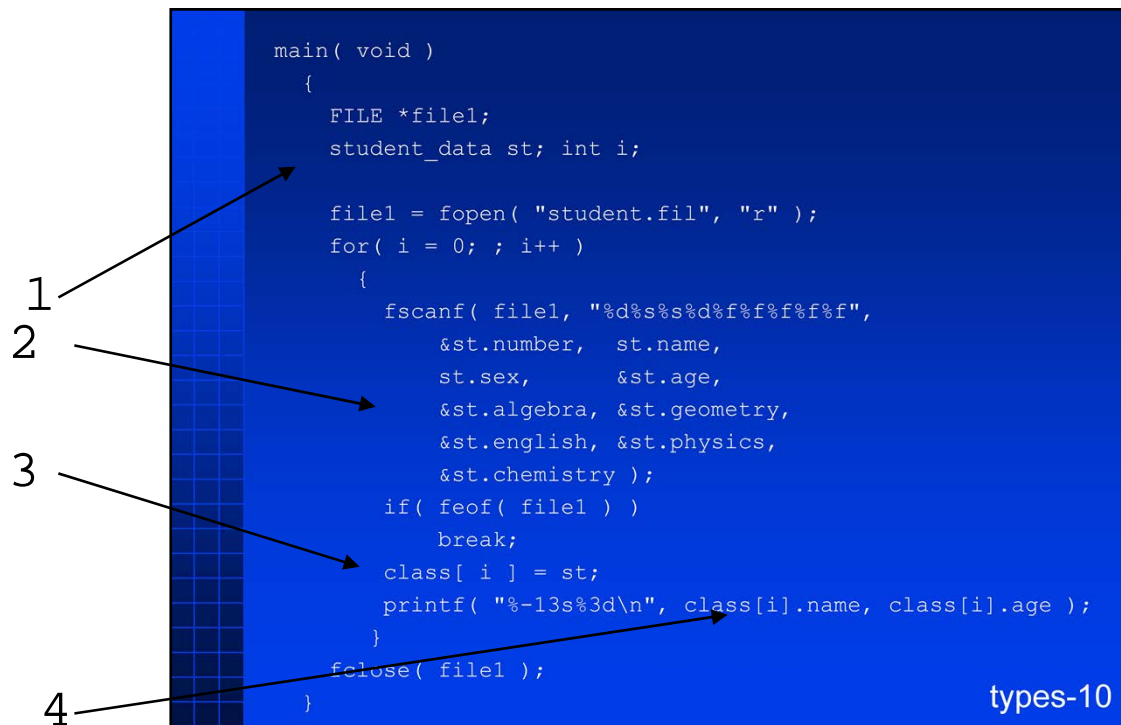 main( void )
{
FILE *file1;
student_data st; int i;
file1 = fopen( "student.fil", "r" );
for( i = 0; ; i++ )
{
fscanf( file1, "%d%s%s%d%f%f%f%f%f",
&st.number, st.name,
st.sex, &st.age,
&st.algebra, &st.geometry,
&st.english, &st.physics,
&st.chemistry );
if( feof( file1 ) )
break;
class[ i ] = st;
printf( "%-13s%3d\n", class[i].name, class[i].age );
}
fclose( file1 );
}
types-10
1
2
3
4